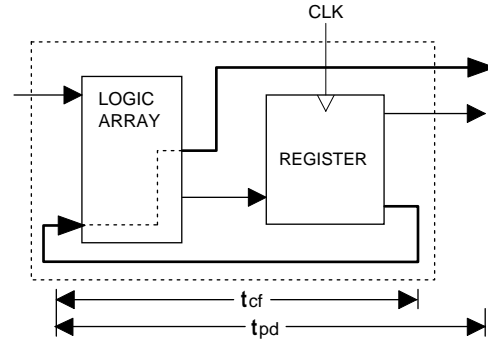 CLK
LOGIC
ARRAY
REGISTER
tcf
tpd